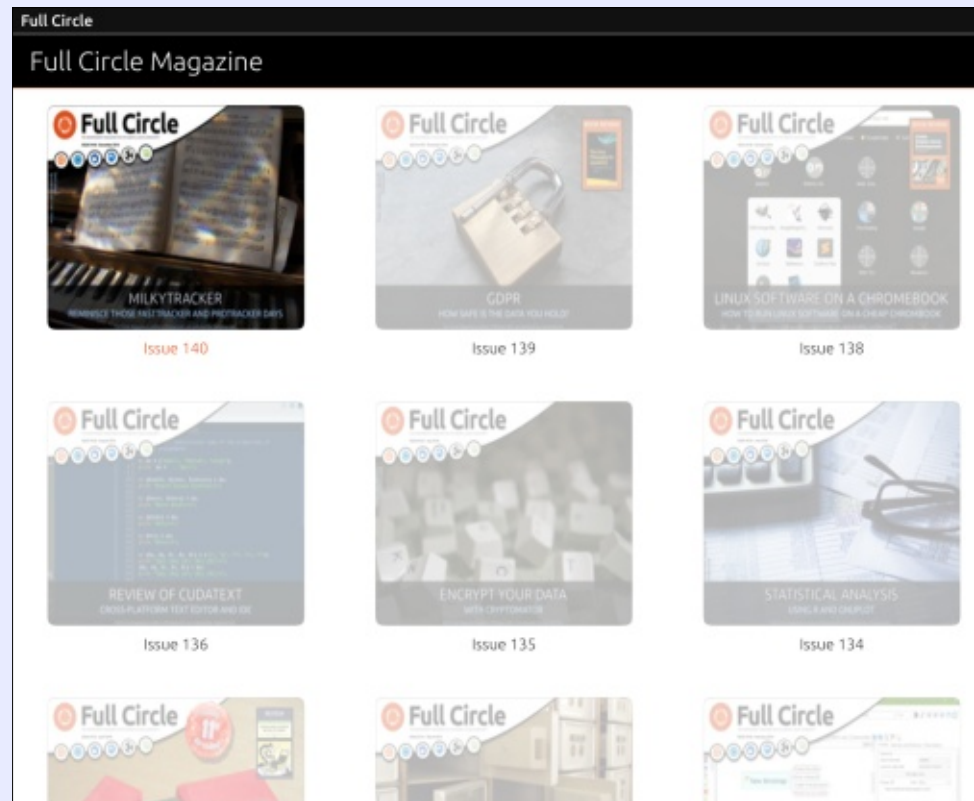 Full Circle
Full Circle Magazine
Full Circle
MILKYTRACKER
REMINISCE THOSE FASTTRACKER AND PROTRACKER DAYS
Issue 140
Full Circle
GDPR
HOW SAFE IS THE DATA YOU HOLD?
Issue 139
Full Circle
LINUX SOFTWARE ON A CHROMEBOOK
HOW TO RUN LINUX SOFTWARE ON A CHEAP CHROMEBOOK
Issue 138
Full Circle
REVIEW OF CUDATEXT
CROSS-PLATFORM TEXT EDITOR AND IDE
Issue 136
Full Circle
ENCRYPT YOUR DATA
WITH CRYPTOMATOR
Issue 135
Full Circle
STATISTICAL ANALYSIS
USING R AND GNUPLOT
Issue 134
Full Circle
Full Circle
Full Circle